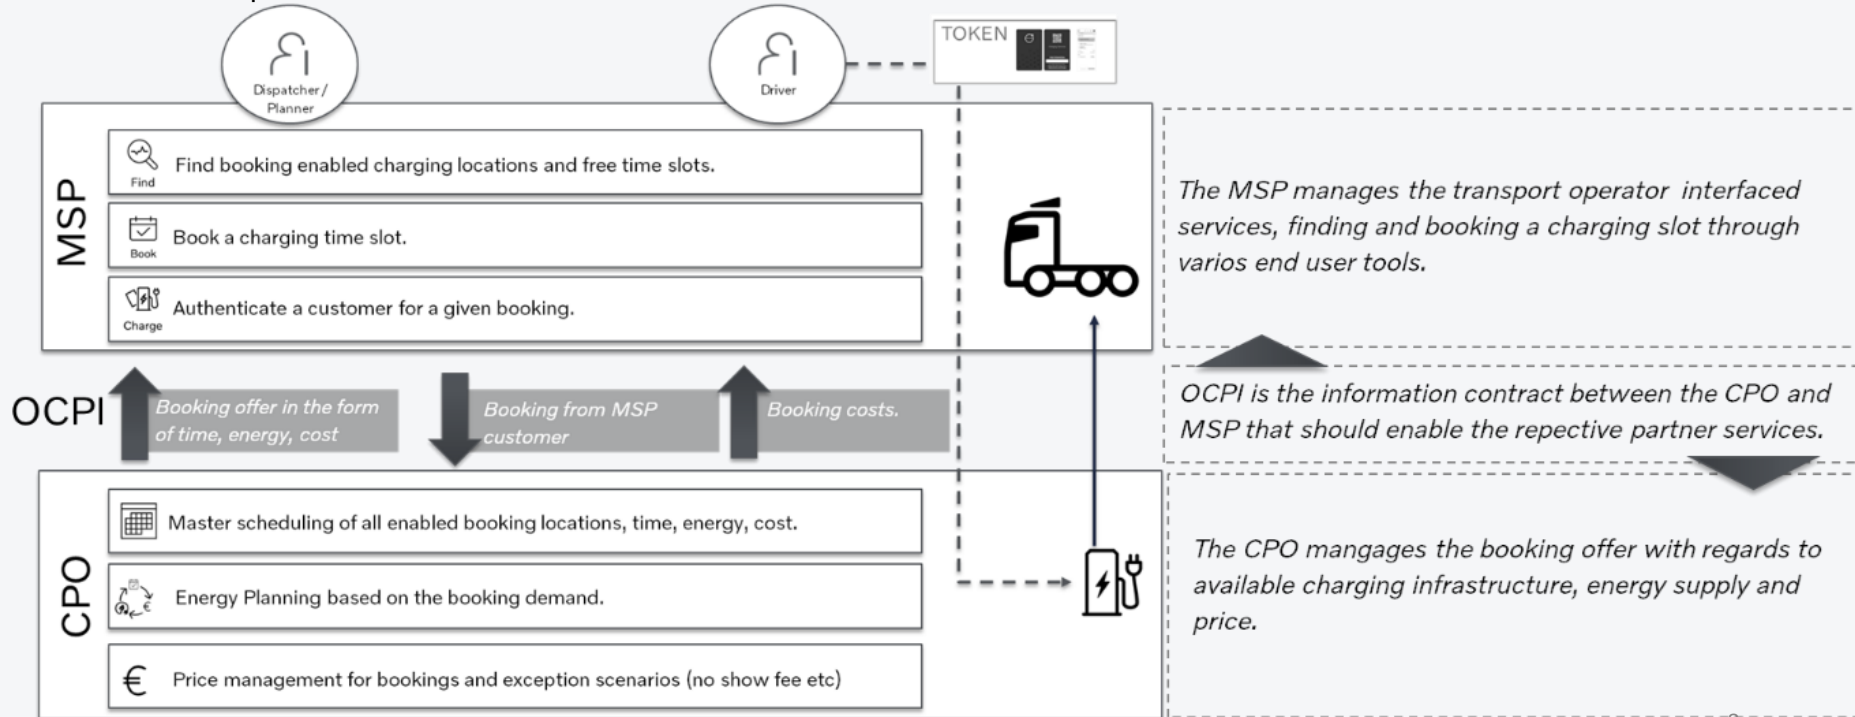 Dispatcher/
Planner
Driver
TOKEN
MSP
Find
Find booking enabled charging locations and free time slots.
Book
Book a charging time slot.
Charge
Authenticate a customer for a given booking.
The MSP manages the transport operator interfaced
services, finding and booking a charging slot through
varios end user tools.
OCPI
Booking offer in the form
of time, energy, cost
Booking from MSP
customer
Booking costs.
OCPI is the information contract between the CPO and
MSP that should enable the repective partner services.
CPO
Master scheduling of all enabled booking locations, time, energy, cost.
€
Energy Planning based on the booking demand.
€
Price management for bookings and exception scenarios (no show fee etc)
The CPO mangages the booking offer with regards to
available charging infrastructure, energy supply and
price.